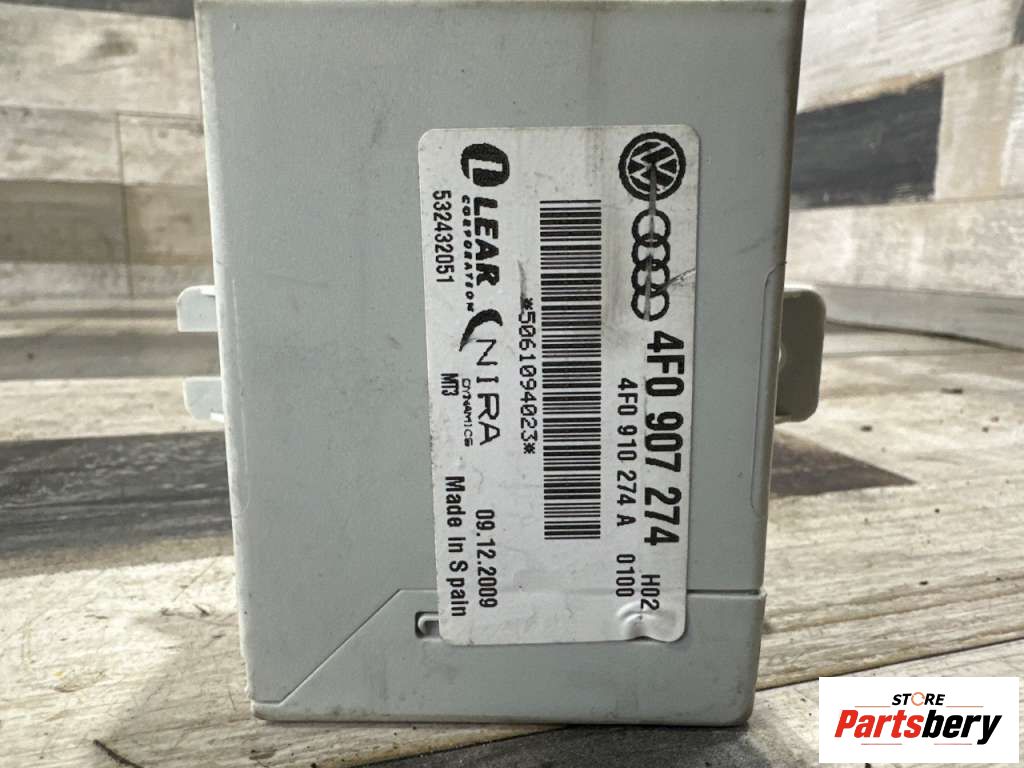 4F0 907 274 H02
4F0 910 274 A 0100
*5061094023*
LEAR
CORPORATION
NIRA
DYNAMICS
09.12.2009
532432051
MT3
Made in Spain
STORE
Partsbery